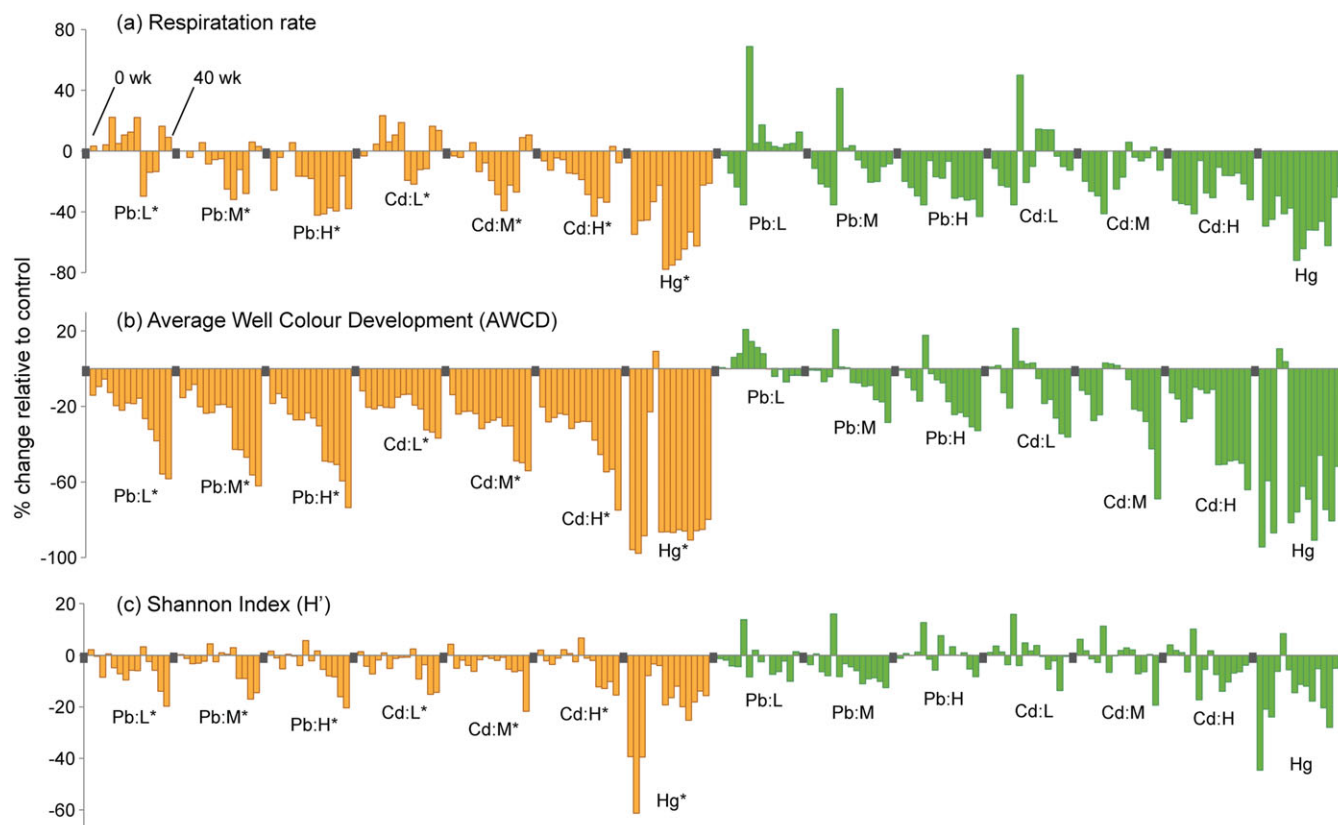 (a) Respiratation rate
80
40
0
-40
-80
0 wk
40 wk
Pb:L*
Pb:M*
Pb:H*
Cd:L*
Cd:M*
Cd:H*
Hg*
Pb:L
Pb:M
Pb:H
Cd:L
Cd:M
Cd:H
Hg
% change relative to control
(b) Average Well Colour Development (AWCD)
20
-20
-60
-100
Pb:L*
Pb:M*
Pb:H*
Cd:L*
Cd:M*
Cd:H*
Hg*
Pb:L
Pb:M
Pb:H
Cd:L
Cd:M
Cd:H
Hg
(c) Shannon Index (H’)
20
0
-20
-40
-60
Pb:L*
Pb:M*
Pb:H*
Cd:L*
Cd:M*
Cd:H*
Hg*
Pb:L
Pb:M
Pb:H
Cd:L
Cd:M
Cd:H
Hg